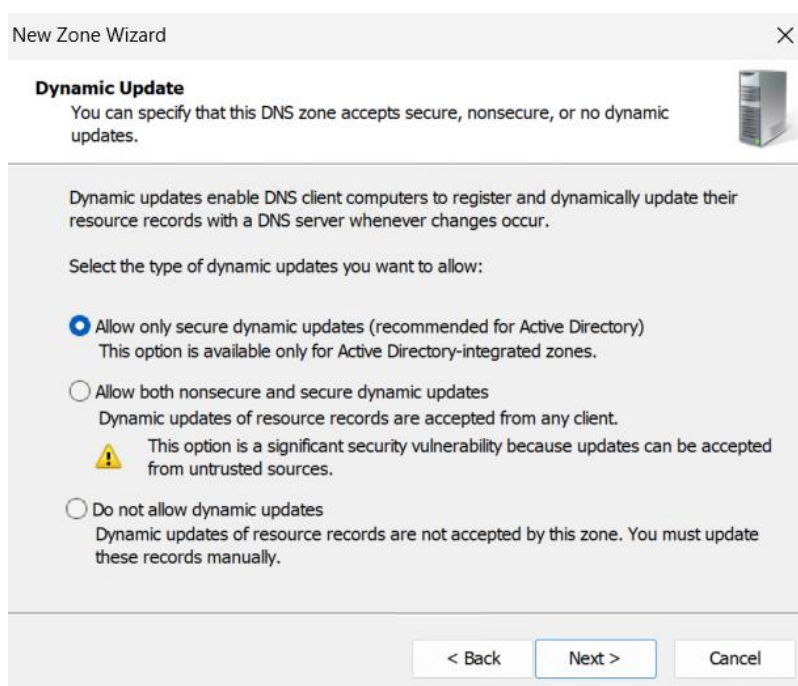 New Zone Wizard
Dynamic Update
You can specify that this DNS zone accepts secure, nonsecure, or no dynamic
updates.
Dynamic updates enable DNS client computers to register and dynamically update their
resource records with a DNS server whenever changes occur.
Select the type of dynamic updates you want to allow:
Allow only secure dynamic updates (recommended for Active Directory)
This option is available only for Active Directory-integrated zones.
Allow both nonsecure and secure dynamic updates
Dynamic updates of resource records are accepted from any client.
This option is a significant security vulnerability because updates can be accepted
from untrusted sources.
Do not allow dynamic updates
Dynamic updates of resource records are not accepted by this zone. You must update
these records manually.
< Back Next > Cancel